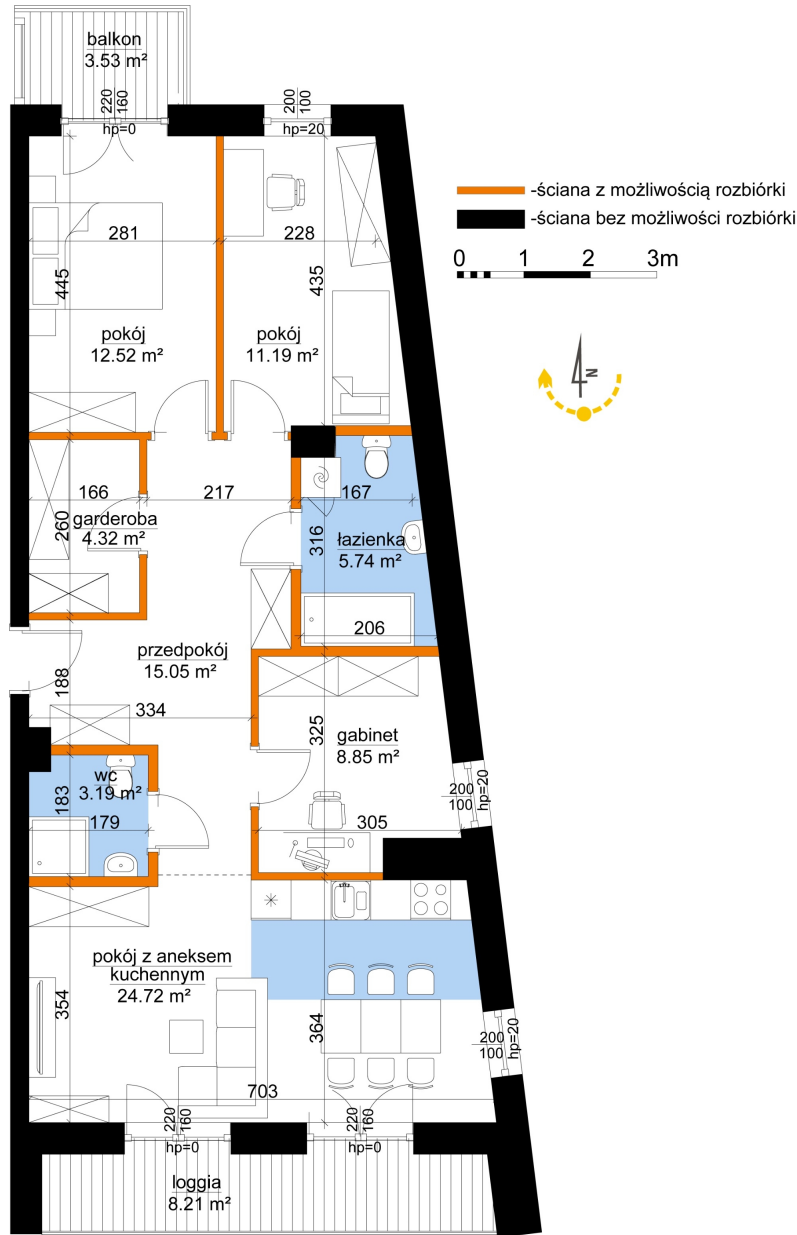 balkon
3.53 m²
220
160
hp=0
200
100
hp=20
-ściana z możliwością rozbiórki
-ściana bez możliwości rozbiórki
0 1 2 3m
N
281
228
445
435
pokój
12.52 m²
pokój
11.19 m²
166
217
167
260
garderoba
4.32 m²
316
łazienka
5.74 m²
206
przedpokój
15.05 m²
188
334
325
gabinet
8.85 m²
200
100
hp=20
wc
3.19 m²
183
179
305
pokój z aneksem
kuchennym
24.72 m²
354
364
200
100
hp=20
703
220
160
hp=0
220
160
hp=0
loggia
8.21 m²